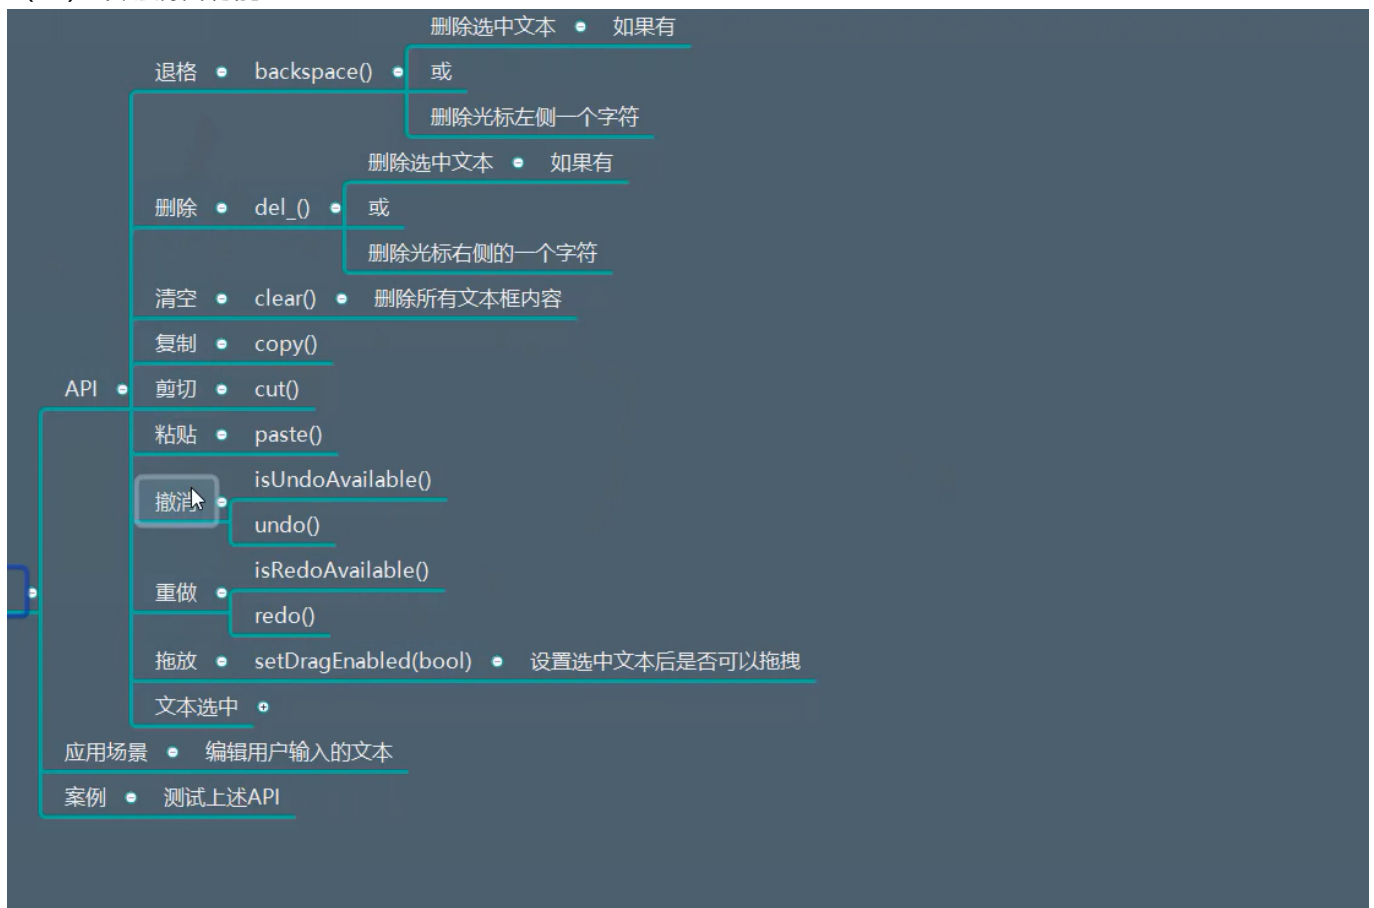 删除选中文本 如果有
退格 backspace() 或
删除光标左侧一个字符
删除选中文本 如果有
删除 del_() 或
删除光标右侧的一个字符
清空 clear() 删除所有文本框内容
复制 copy()
API 剪切 cut()
粘贴 paste()
isUndoAvailable()
撤消
undo()
isRedoAvailable()
重做
redo()
拖放 setDragEnabled(bool) 设置选中文本后是否可以拖拽
文本选中
应用场景 编辑用户输入的文本
案例 测试上述API